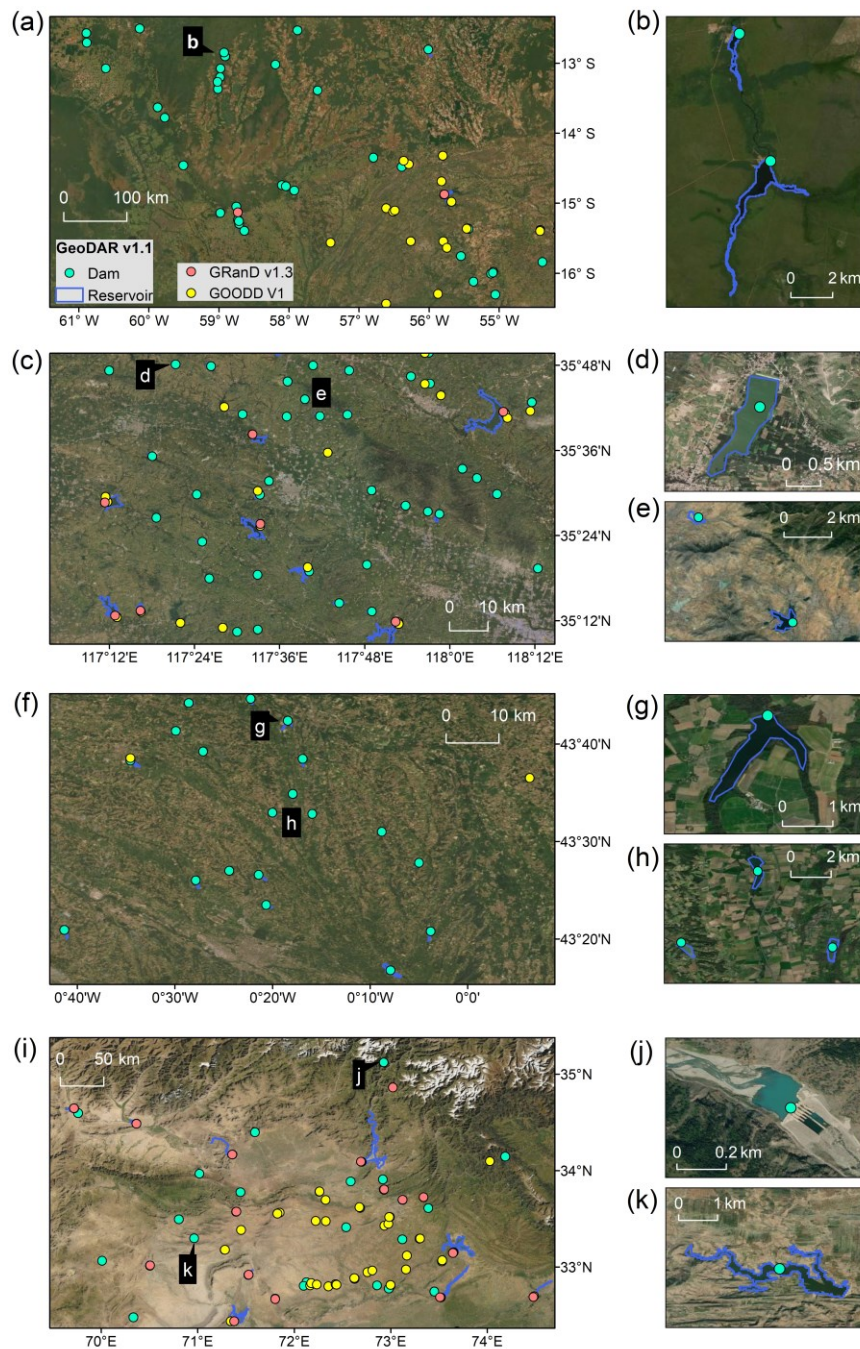 (a)
b
13° S
14° S
15° S
16° S
0 100 km
GeoDAR v1.1
Dam
Reservoir
GRanD v1.3
GOODD V1
61° W 60° W 59° W 58° W 57° W 56° W 55° W
(b)
0 2 km
(c)
d
e
35°48'N
35°36'N
35°24'N
35°12'N
0 10 km
117°12'E 117°24'E 117°36'E 117°48'E 118°0'E 118°12'E
(d)
0 0.5 km
(e)
0 2 km
(f)
g
h
0 10 km
43°40'N
43°30'N
43°20'N
0°40'W 0°30'W 0°20'W 0°10'W 0°0'
(g)
0 1 km
(h)
0 2 km
(i)
0 50 km
j
k
35°N
34°N
33°N
70°E 71°E 72°E 73°E 74°E
(j)
0 0.2 km
(k)
0 1 km